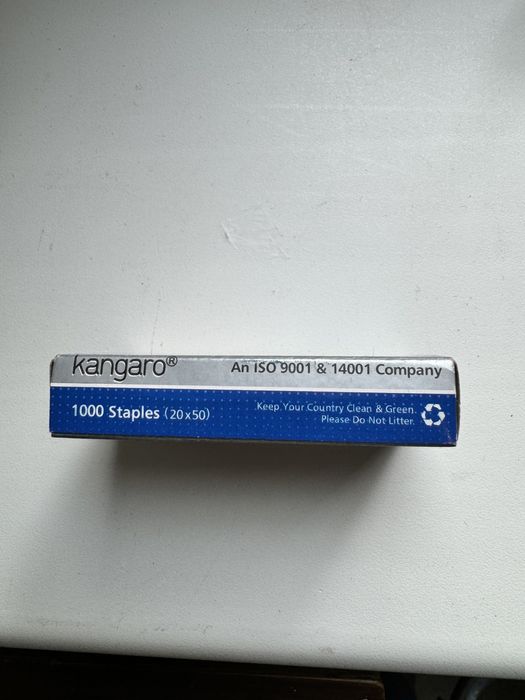 kangaro® An ISO 9001 & 14001 Company
1000 Staples (20x50)
Keep Your Country Clean & Green.
Please Do Not Litter.